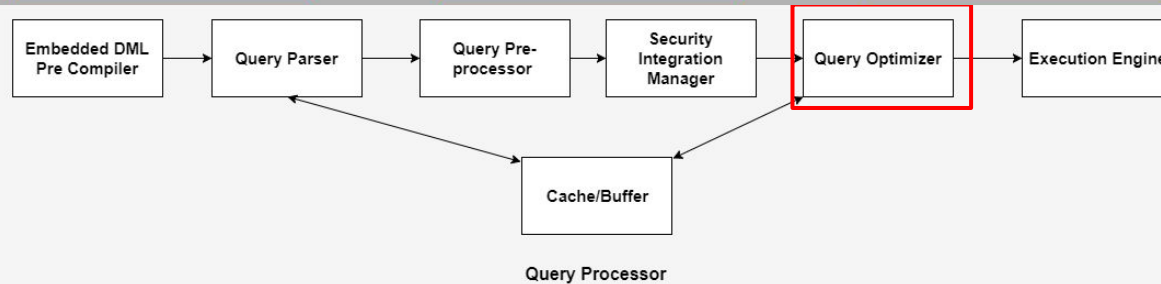 Embedded DML
Pre Compiler
Query Parser
Query Pre-
processor
Security
Integration
Manager
Query Optimizer
Execution Engine
Cache/Buffer
Query Processor